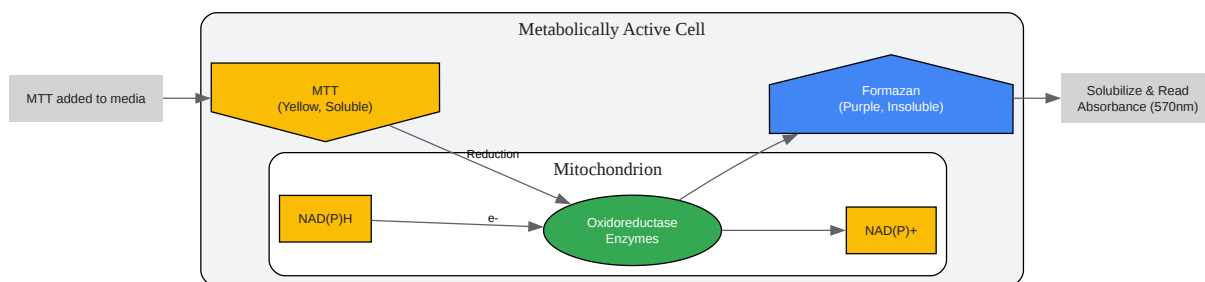 Metabolically Active Cell
MTT added to media
MTT
(Yellow, Soluble)
Formazan
(Purple, Insoluble)
Solubilize & Read
Absorbance (570nm)
Reduction
Mitochondrion
NAD(P)H
e-
Oxidoreductase
Enzymes
NAD(P)+